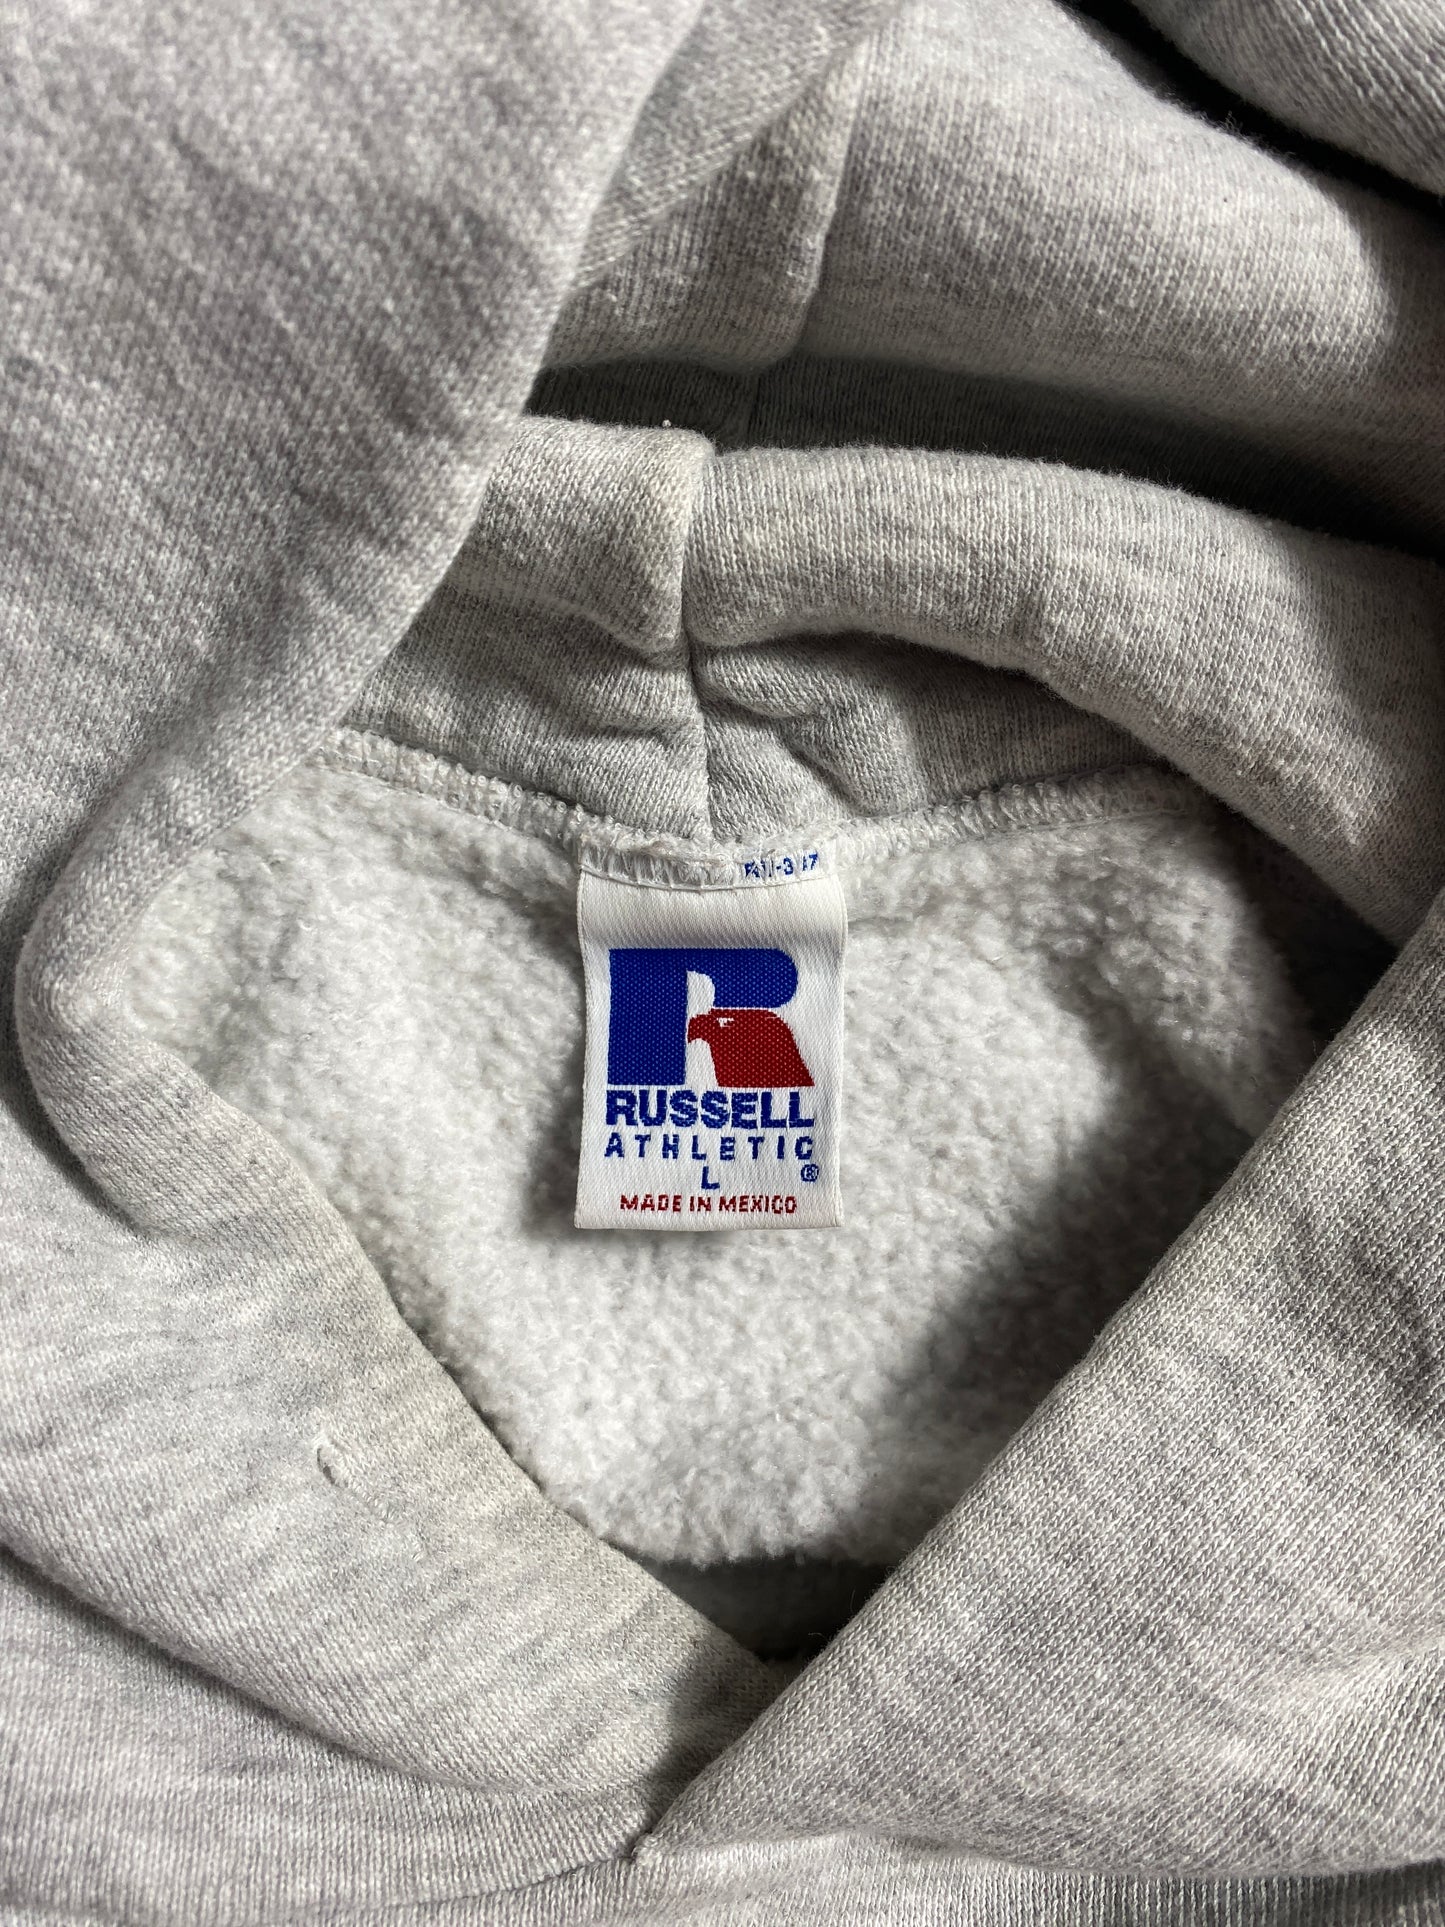 RUSSELL
ATHLETIC
L ®
MADE IN MEXICO